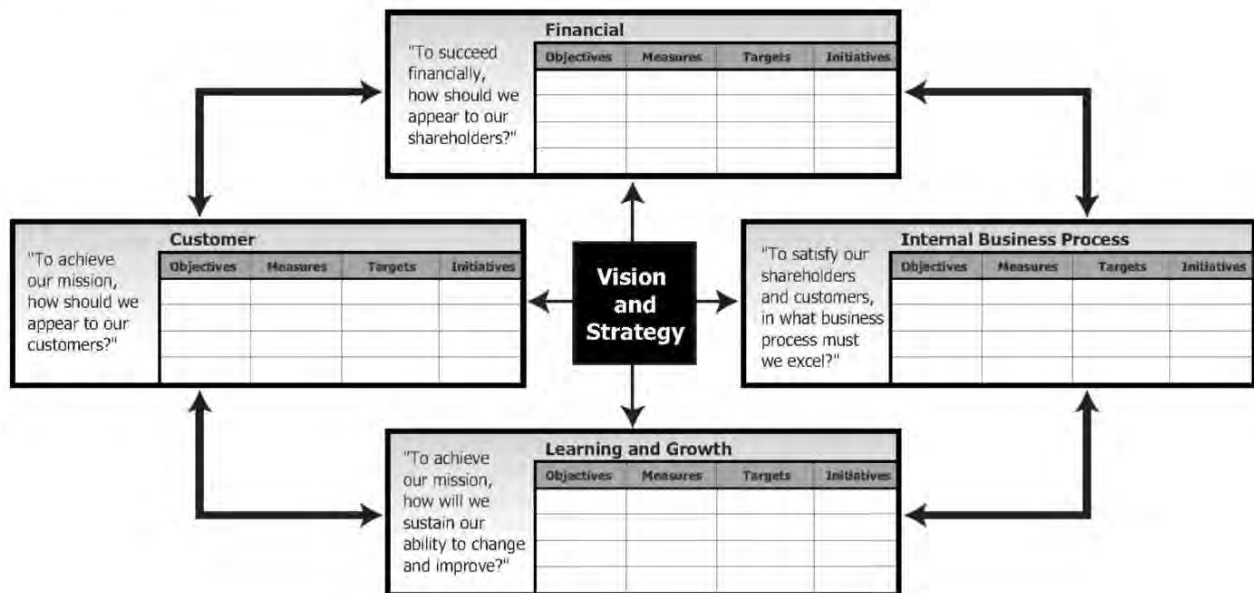 Financial
"To succeed
financially,
how should we
appear to our
shareholders?"
Objectives Measures Targets Initiatives
Customer
"To achieve
our mission,
how should we
appear to our
customers?"
Objectives Measures Targets Initiatives
Vision
and
Strategy
Internal Business Process
"To satisfy our
shareholders
and customers,
in what business
process must
we excel?"
Objectives Measures Targets Initiatives
Learning and Growth
"To achieve
our mission,
how will we
sustain our
ability to change
and improve?"
Objectives Measures Targets Initiatives